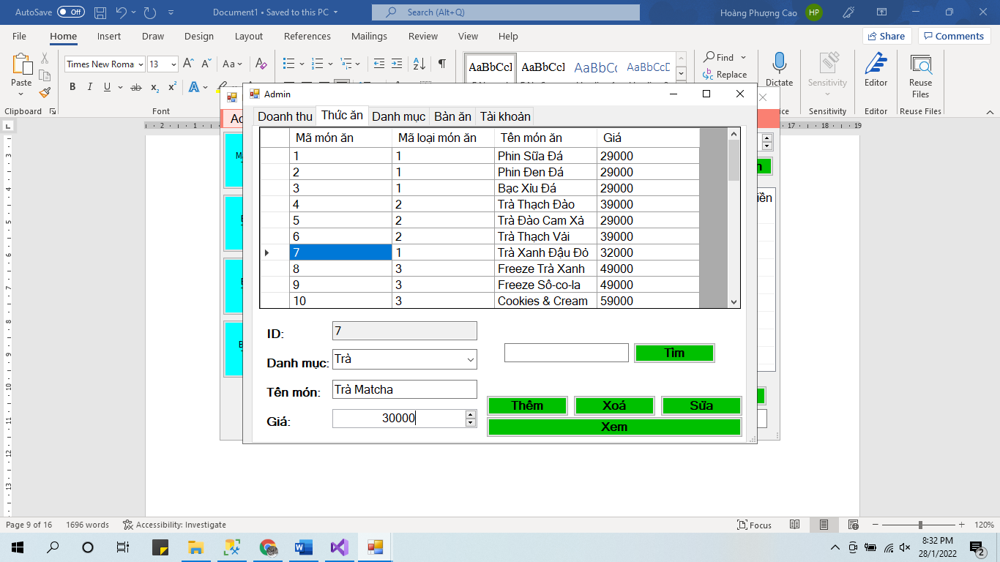 AutoSave Off Document1 • Saved to this PC Search (Alt+Q) Hoàng Phượng Cao HP
File Home Insert Draw Design Layout References Mailings Review View Help Share Comments
Times New Roma 13 Aa AaBbCcI AaBbCcI AaBbCc AaBbCcD Find
Paste B I U ab x₂ x² A Replace Dictate Sensitivity Editor Reuse Files
Clipboard Font Sensitivity Editor Reuse Files
Admin
Doanh thu Thức ăn Danh mục Bàn ăn Tài khoản
Mã món ăn Mã loại món ăn Tên món ăn Giá
1 1 Phin Sữa Đá 29000
2 1 Phin Đen Đá 29000
3 1 Bạc Xỉu Đá 29000
4 2 Trà Thạch Đào 39000
5 2 Trà Đào Cam Xả 29000
6 2 Trà Thạch Vải 39000
7 1 Trà Xanh Đậu Đỏ 32000
8 3 Freeze Trà Xanh 49000
9 3 Freeze Sô-co-la 49000
10 3 Cookies & Cream 59000
ID: 7
Danh mục: Trà Tìm
Tên món: Trà Matcha
Thêm Xoá Sửa
Giá: 30000
Xem
Page 9 of 16 1696 words Accessibility: Investigate Focus 120%
8:32 PM
28/1/2022 2